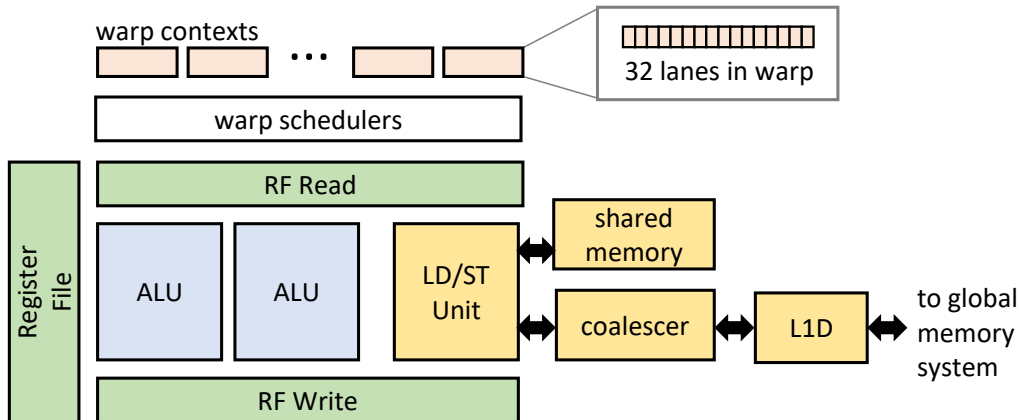 warp contexts
...
32 lanes in warp
warp schedulers
Register
File
RF Read
ALU
ALU
LD/ST
Unit
shared
memory
coalescer
L1D
to global
memory
system
RF Write